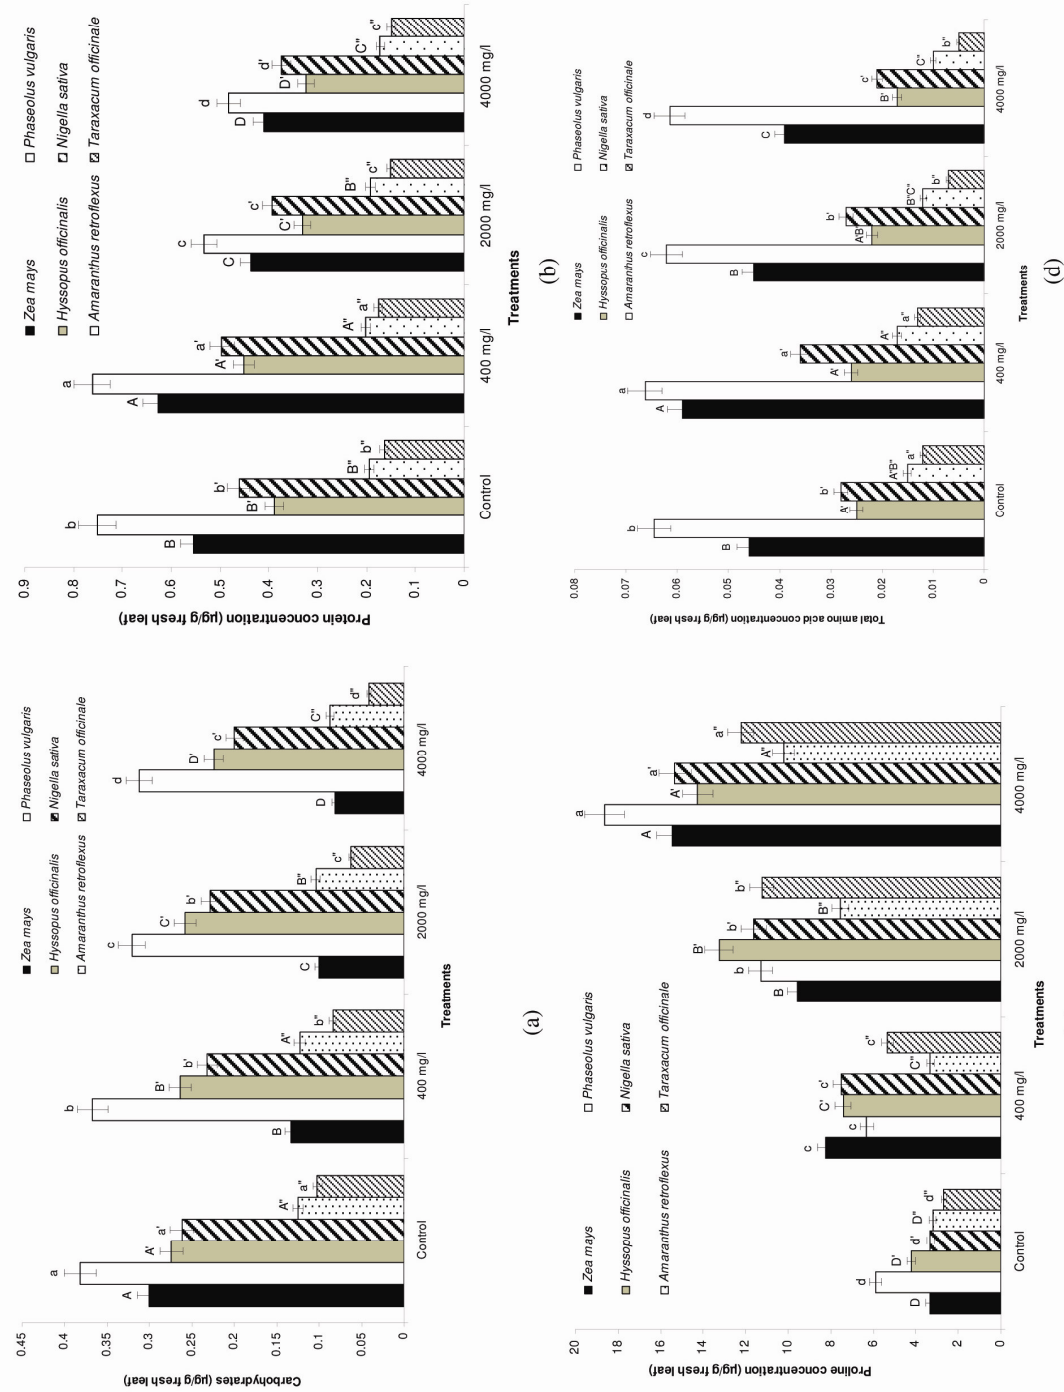 Zea mays Phaseolus vulgaris
Hyssopus officinalis Nigella sativa
Amaranthus retroflexus Taraxacum officinale
Carbohydrates (µg/g fresh leaf)
0.45
0.4
0.35
0.3
0.25
0.2
0.15
0.1
0.05
0
A a A' a' A" a"
B b B' b' A" b"
C c C' b' B" c"
D d D' c' C" d"
Control 400 mg/l 2000 mg/l 4000 mg/l
Treatments
(a)
Zea mays Phaseolus vulgaris
Hyssopus officinalis Nigella sativa
Amaranthus retroflexus Taraxacum officinale
Protein concentration (µg/g fresh leaf)
0.9
0.8
0.7
0.6
0.5
0.4
0.3
0.2
0.1
0
B b B' b' B" b"
A a A' a' A" a"
C c C' c' B" c"
D d D' d' C" c"
Control 400 mg/l 2000 mg/l 4000 mg/l
Treatments
(b)
Zea mays Phaseolus vulgaris
Hyssopus officinalis Nigella sativa
Amaranthus retroflexus Taraxacum officinale
Proline concentration (µg/g fresh leaf)
20
18
16
14
12
10
8
6
4
2
0
D d D' d' D" d"
c c C' c' C" c"
B b B' b' B" b"
A a A' a' A" a"
Control 400 mg/l 2000 mg/l 4000 mg/l
Treatments
Zea mays Phaseolus vulgaris
Hyssopus officinalis Nigella sativa
Amaranthus retroflexus Taraxacum officinale
Total amino acid concentration (µg/g fresh leaf)
0.08
0.07
0.06
0.05
0.04
0.03
0.02
0.01
0
B b A' b' A"B" a"
A a A' a' A" a"
B c A'B' b' B"C" b"
C d B' c' C" b"
Control 400 mg/l 2000 mg/l 4000 mg/l
Treatments
(d)